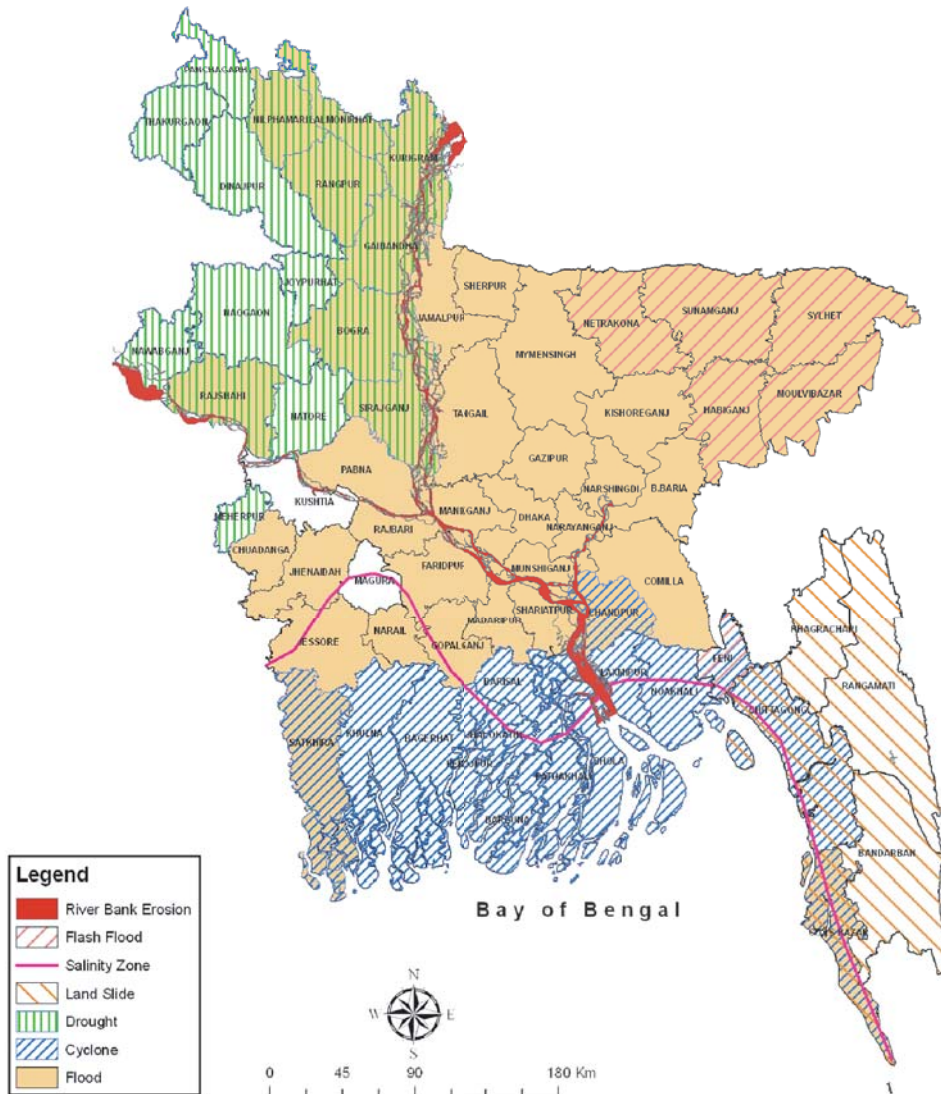 PANCHAGARH
THAKURGAON
NILPHAMARI
LALMONIRHAT
KURIGRAM
DINAJPUR
RANGPUR
GAIBANDHA
JOYPURHAT
SHERPUR
NAOGAON
JAMALPUR
NETRAKONA
SUNAMGANJ
SYLHET
BOGRA
MYMENSINGH
NAWABGANJ
RAJSHAHI
NATORE
SIRAJGANJ
TANGAIL
KISHOREGANJ
HABIGANJ
MOULVIBAZAR
GAZIPUR
PABNA
NARSHINGDI
B.BARIA
KUSHTIA
MANIKGANJ
DHAKA
MEHERPUR
RAJBARI
NARAYANGANJ
CHUADANGA
JHENAIDAH
FARIDPUR
MUNSHIGANJ
COMILLA
MAGURA
SHARIATPUR
CHANDPUR
MADARIPUR
KHAGRACHARI
JESSORE
NARAIL
GOPALGANJ
FENI
RANGAMATI
BARISAL
LAXMIPUR
NOAKHALI
CHITTAGONG
SATKHIRA
KHULNA
BAGERHAT
PATUAKHALI
BHOLA
BARGUNA
BANDARBAN
Bay of Bengal
Legend
River Bank Erosion
Flash Flood
Salinity Zone
Land Slide
Drought
Cyclone
Flood
N
W E
S
0 45 90 180 Km